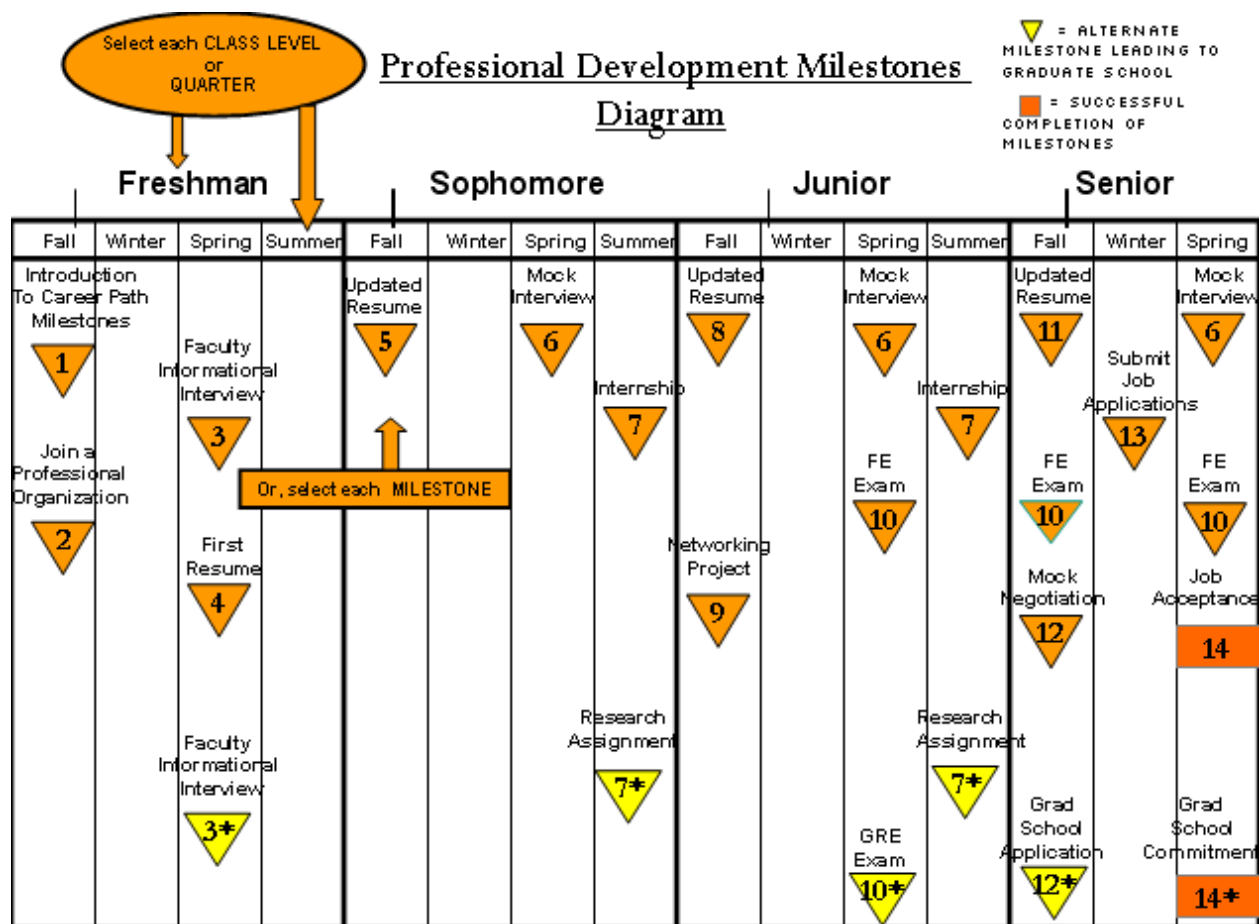 Select each CLASS LEVEL
or
QUARTER
Professional Development Milestones
Diagram
= ALTERNATE
MILESTONE LEADING TO
GRADUATE SCHOOL
= SUCCESSFUL
COMPLETION OF
MILESTONES
Freshman
Sophomore
Junior
Senior
Fall
Winter
Spring
Summer
Fall
Winter
Spring
Summer
Fall
Winter
Spring
Summer
Fall
Winter
Spring
Introduction
To Career Path
Milestones
1
Join a
Professional
Organization
2
Faculty
Informational
Interview
3
First
Resume
4
Faculty
Informational
Interview
3*
Updated
Resume
5
Or, select each MILESTONE
Mock
Interview
6
Internship
7
Research
Assignment
7*
Updated
Resume
8
Networking
Project
9
Mock
Interview
6
FE
Exam
10
GRE
Exam
10*
Internship
7
Research
Assignment
7*
Updated
Resume
11
FE
Exam
10
Mock
Negotiation
12
Grad
School
Application
12*
Submit
Job
Applications
13
Mock
Interview
6
FE
Exam
10
Job
Acceptance
14
Grad
School
Commitment
14*